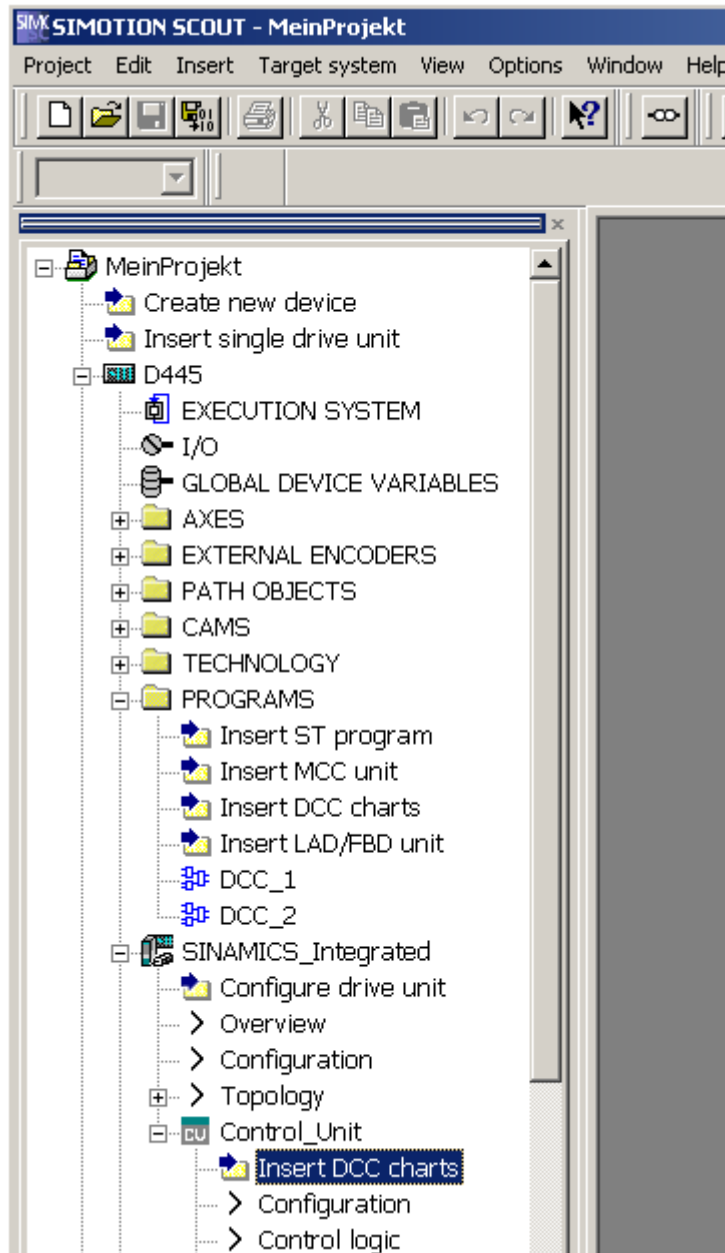 SIMOTION SCOUT - MeinProjekt
Project Edit Insert Target system View Options Window Help
MeinProjekt
Create new device
Insert single drive unit
D445
EXECUTION SYSTEM
I/O
GLOBAL DEVICE VARIABLES
AXES
EXTERNAL ENCODERS
PATH OBJECTS
CAMS
TECHNOLOGY
PROGRAMS
Insert ST program
Insert MCC unit
Insert DCC charts
Insert LAD/FBD unit
DCC_1
DCC_2
SINAMICS_Integrated
Configure drive unit
Overview
Configuration
Topology
CU Control_Unit
Insert DCC charts
Configuration
Control logic